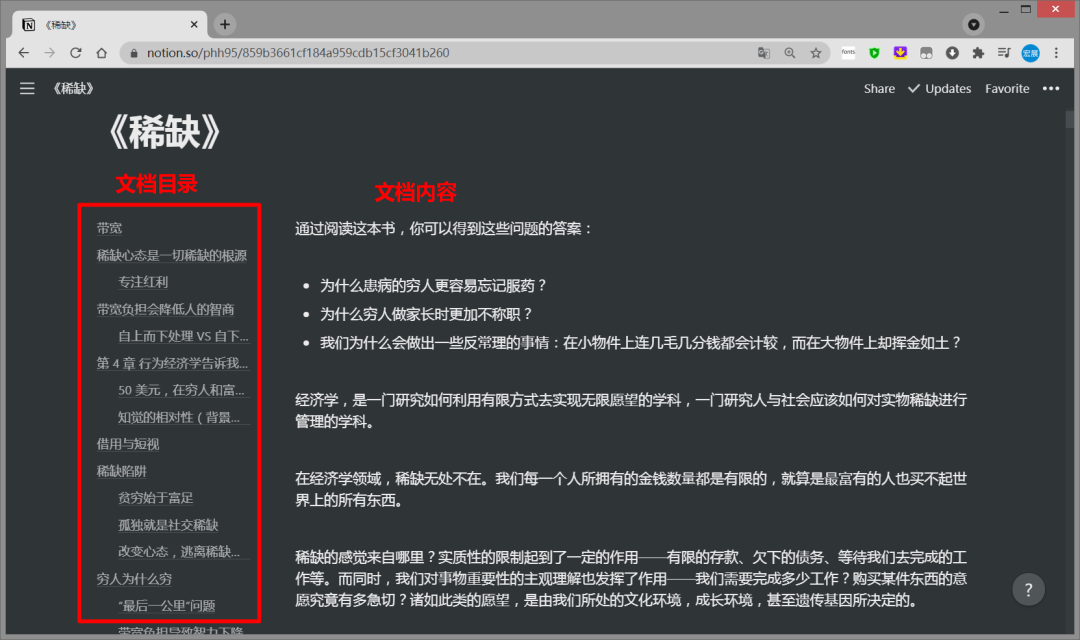 《稀缺》
notion.so/phh95/859b3661cf184a959cdb15cf3041b260
fonts
宏展
《稀缺》
Share
Updates
Favorite
《稀缺》
文档目录
文档内容
带宽
稀缺心态是一切稀缺的根源
专注红利
带宽负担会降低人的智商
自上而下处理 VS 自下...
第 4 章 行为经济学告诉我...
50 美元，在穷人和富...
知觉的相对性（背景...
借用与短视
稀缺陷阱
贫穷始于富足
孤独就是社交稀缺
改变心态，逃离稀缺...
穷人为什么穷
“最后一公里”问题
带宽负担导致智力下降
通过阅读这本书，你可以得到这些问题的答案：
为什么患病的穷人更容易忘记服药？
为什么穷人做家长时更加不称职？
我们为什么会做出一些反常理的事情：在小物件上连几毛几分钱都会计较，而在大物件上却挥金如土？
经济学，是一门研究如何利用有限方式去实现无限愿望的学科，一门研究人与社会应该如何对实物稀缺进行
管理的学科。
在经济学领域，稀缺无处不在。我们每一个人所拥有的金钱数量都是有限的，就算是最富有的人也买不起世
界上的所有东西。
稀缺的感觉来自哪里？实质性的限制起到了一定的作用——有限的存款、欠下的债务、等待我们去完成的工
作等。而同时，我们对事物重要性的主观理解也发挥了作用——我们需要完成多少工作？购买某件东西的意
愿究竟有多急切？诸如此类的愿望，是由我们所处的文化环境，成长环境，甚至遗传基因所决定的。
?